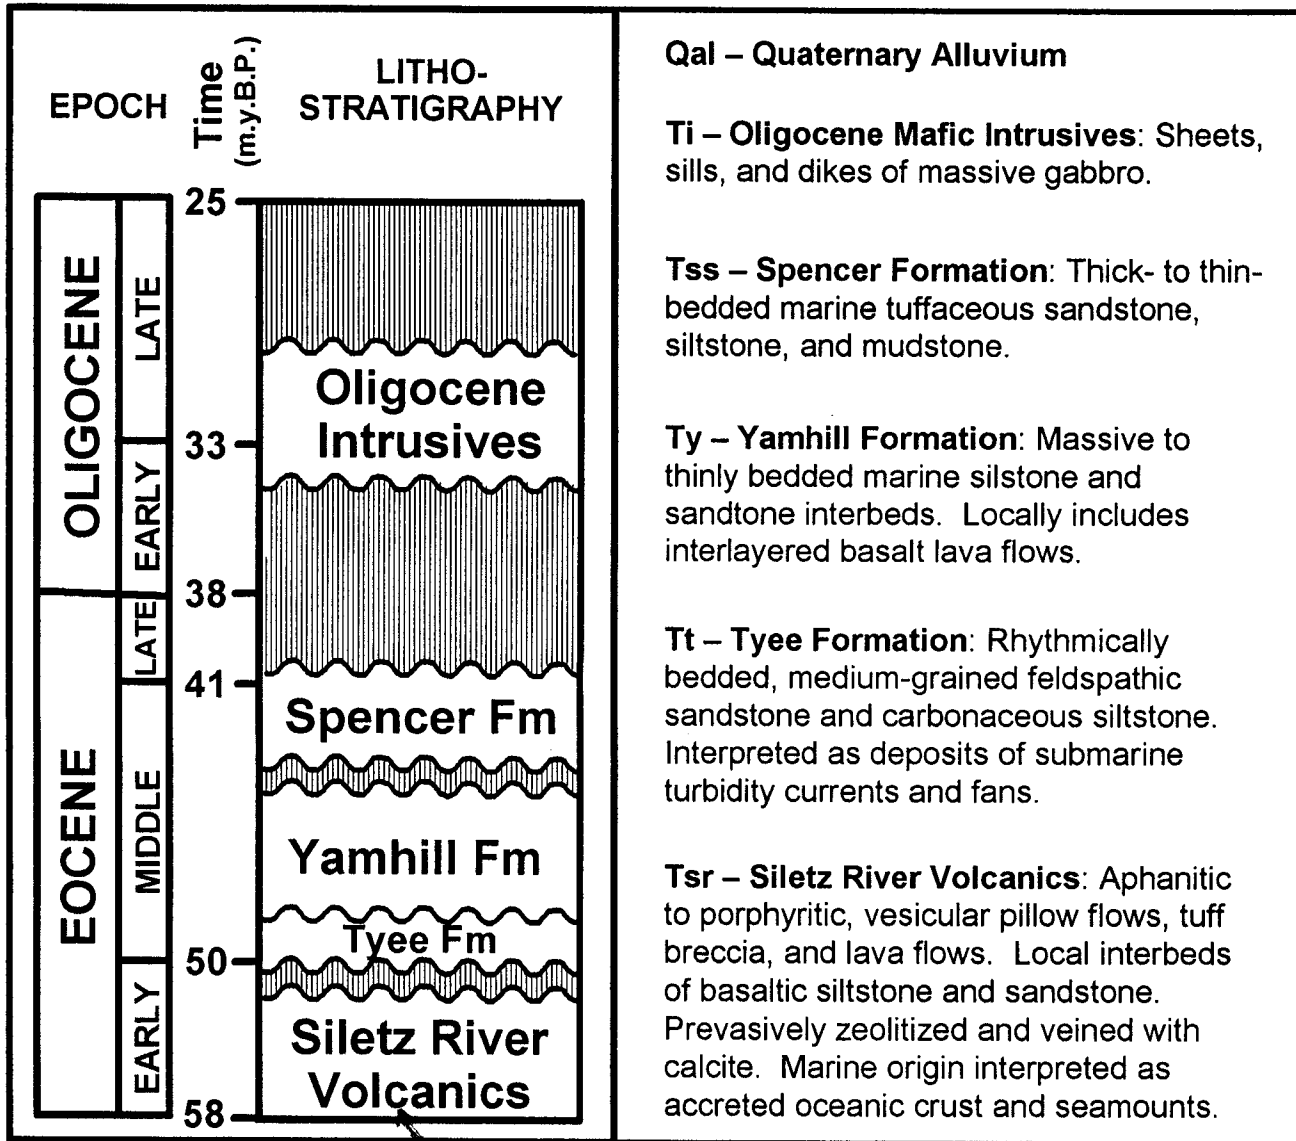 EPOCH
Time
(m.y.B.P.)
LITHO-
STRATIGRAPHY
OLIGOCENE
LATE
EARLY
EOCENE
LATE
MIDDLE
EARLY
25
33
38
41
50
58
Oligocene
Intrusives
Spencer Fm
Yamhill Fm
Tyee Fm
Siletz River
Volcanics
Qal – Quaternary Alluvium
Ti – Oligocene Mafic Intrusives: Sheets,
sills, and dikes of massive gabbro.
Tss – Spencer Formation: Thick- to thin-
bedded marine tuffaceous sandstone,
siltstone, and mudstone.
Ty – Yamhill Formation: Massive to
thinly bedded marine silstone and
sandtone interbeds. Locally includes
interlayered basalt lava flows.
Tt – Tyee Formation: Rhythmically
bedded, medium-grained feldspathic
sandstone and carbonaceous siltstone.
Interpreted as deposits of submarine
turbidity currents and fans.
Tsr – Siletz River Volcanics: Aphanitic
to porphyritic, vesicular pillow flows, tuff
breccia, and lava flows. Local interbeds
of basaltic siltstone and sandstone.
Prevasively zeolitized and veined with
calcite. Marine origin interpreted as
accreted oceanic crust and seamounts.